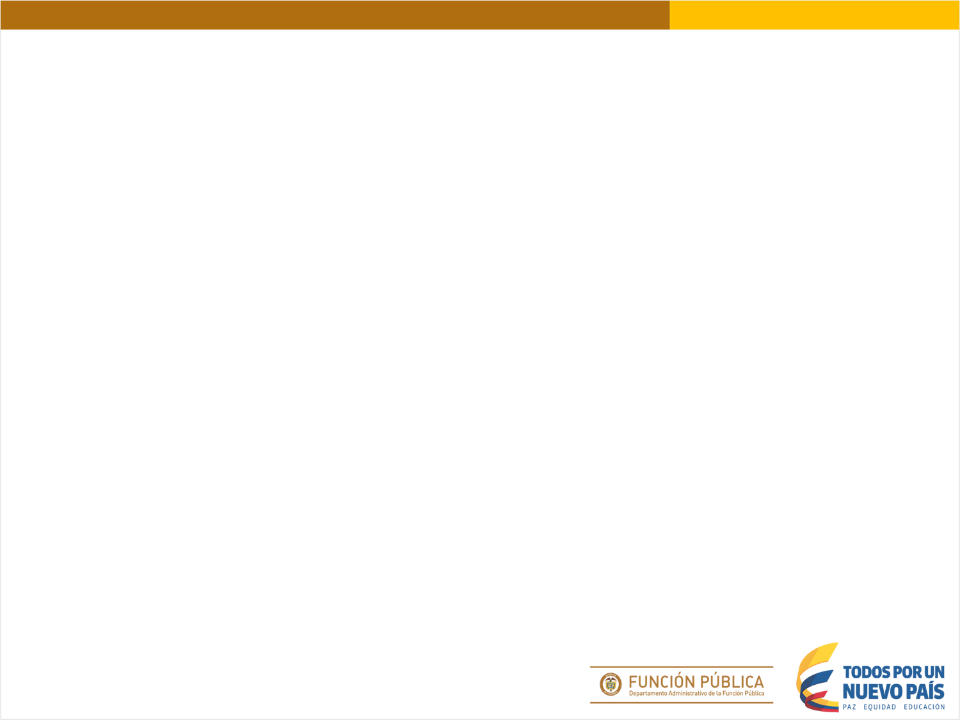 FUNCIÓN PÚBLICA
Departamento Administrativo de la Función Pública
TODOS POR UN
NUEVO PAÍS
PAZ EQUIDAD EDUCACIÓN